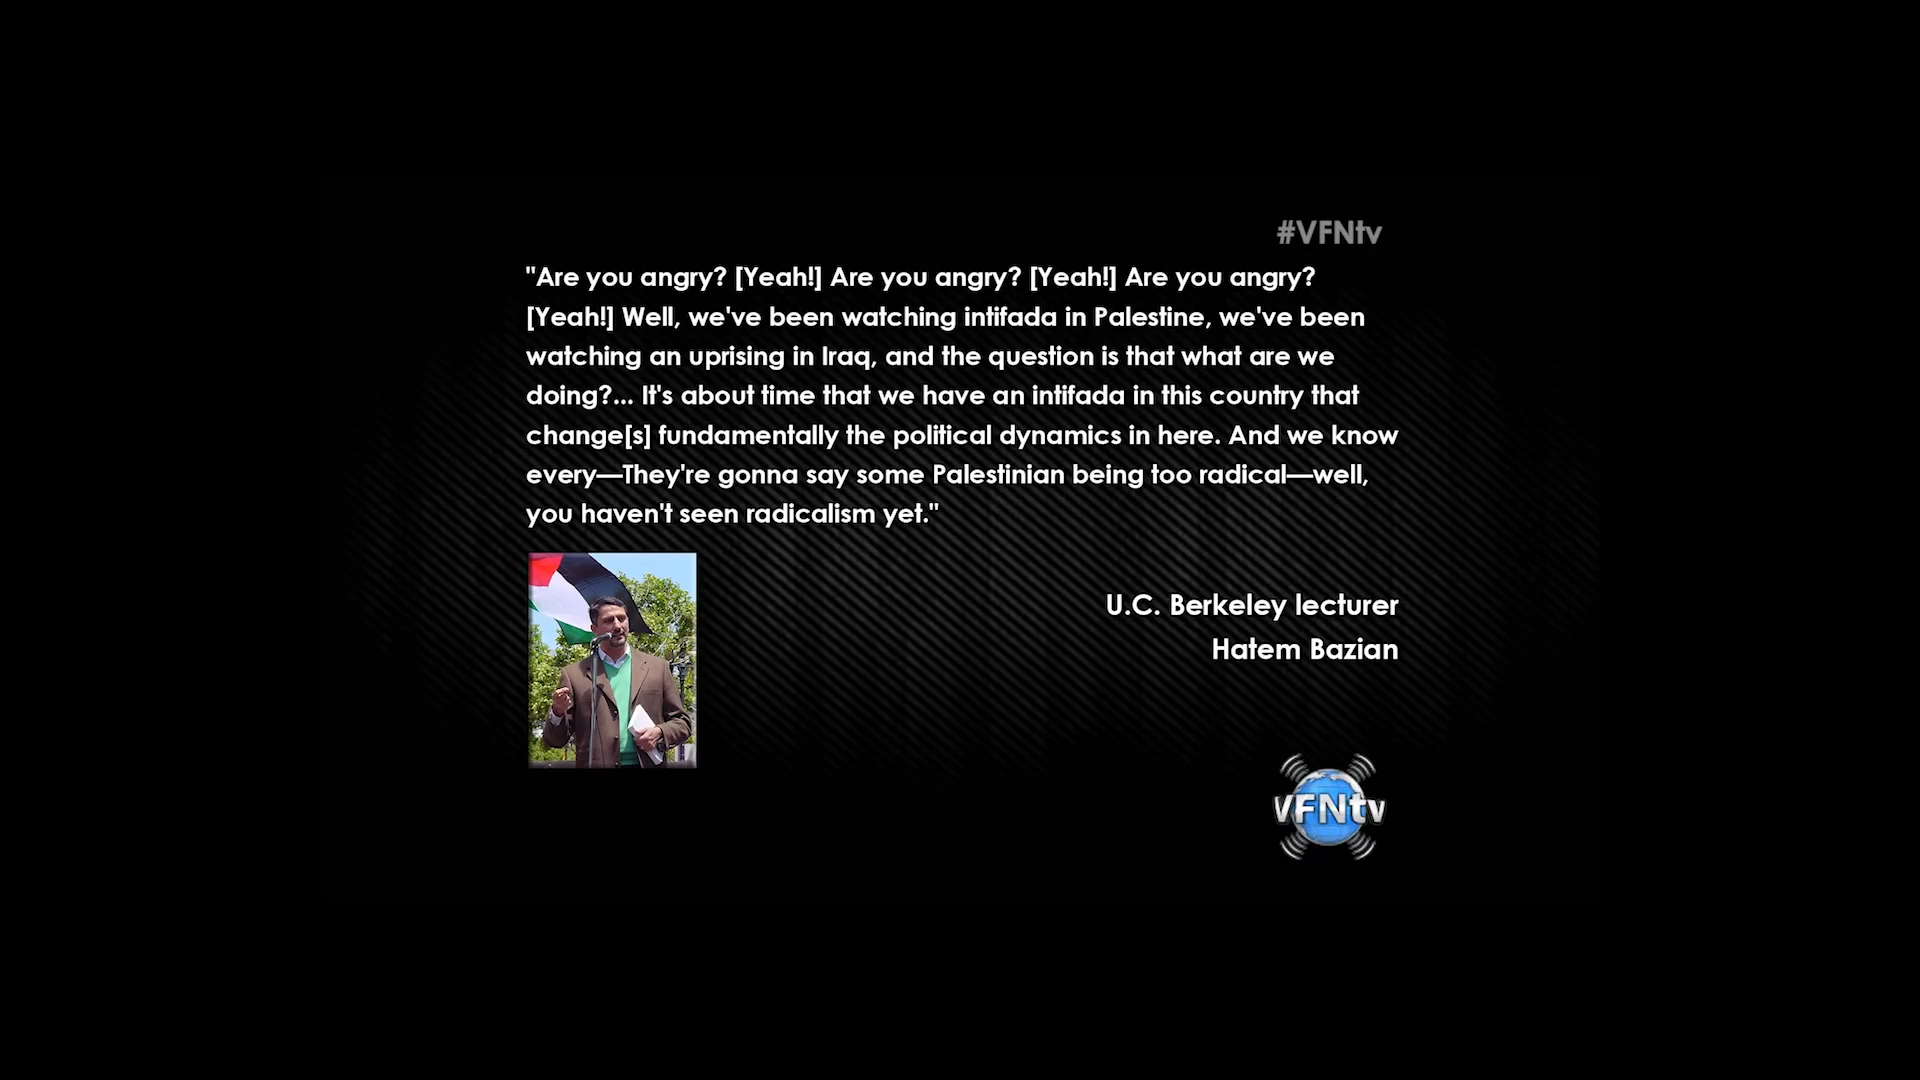 #VFNtv
"Are you angry? [Yeah!] Are you angry? [Yeah!] Are you angry?
[Yeah!] Well, we've been watching intifada in Palestine, we've been
watching an uprising in Iraq, and the question is that what are we
doing?... It's about time that we have an intifada in this country that
change[s] fundamentally the political dynamics in here. And we know
every—They're gonna say some Palestinian being too radical—well,
you haven't seen radicalism yet."
U.C. Berkeley lecturer
Hatem Bazian
VFNtv